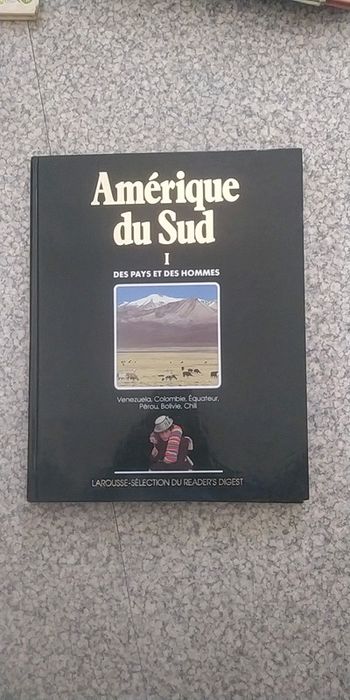 Amérique
du Sud
I
DES PAYS ET DES HOMMES
Venezuela, Colombie, Équateur,
Pérou, Bolivie, Chili
LAROUSSE-SÉLECTION DU READER'S DIGEST